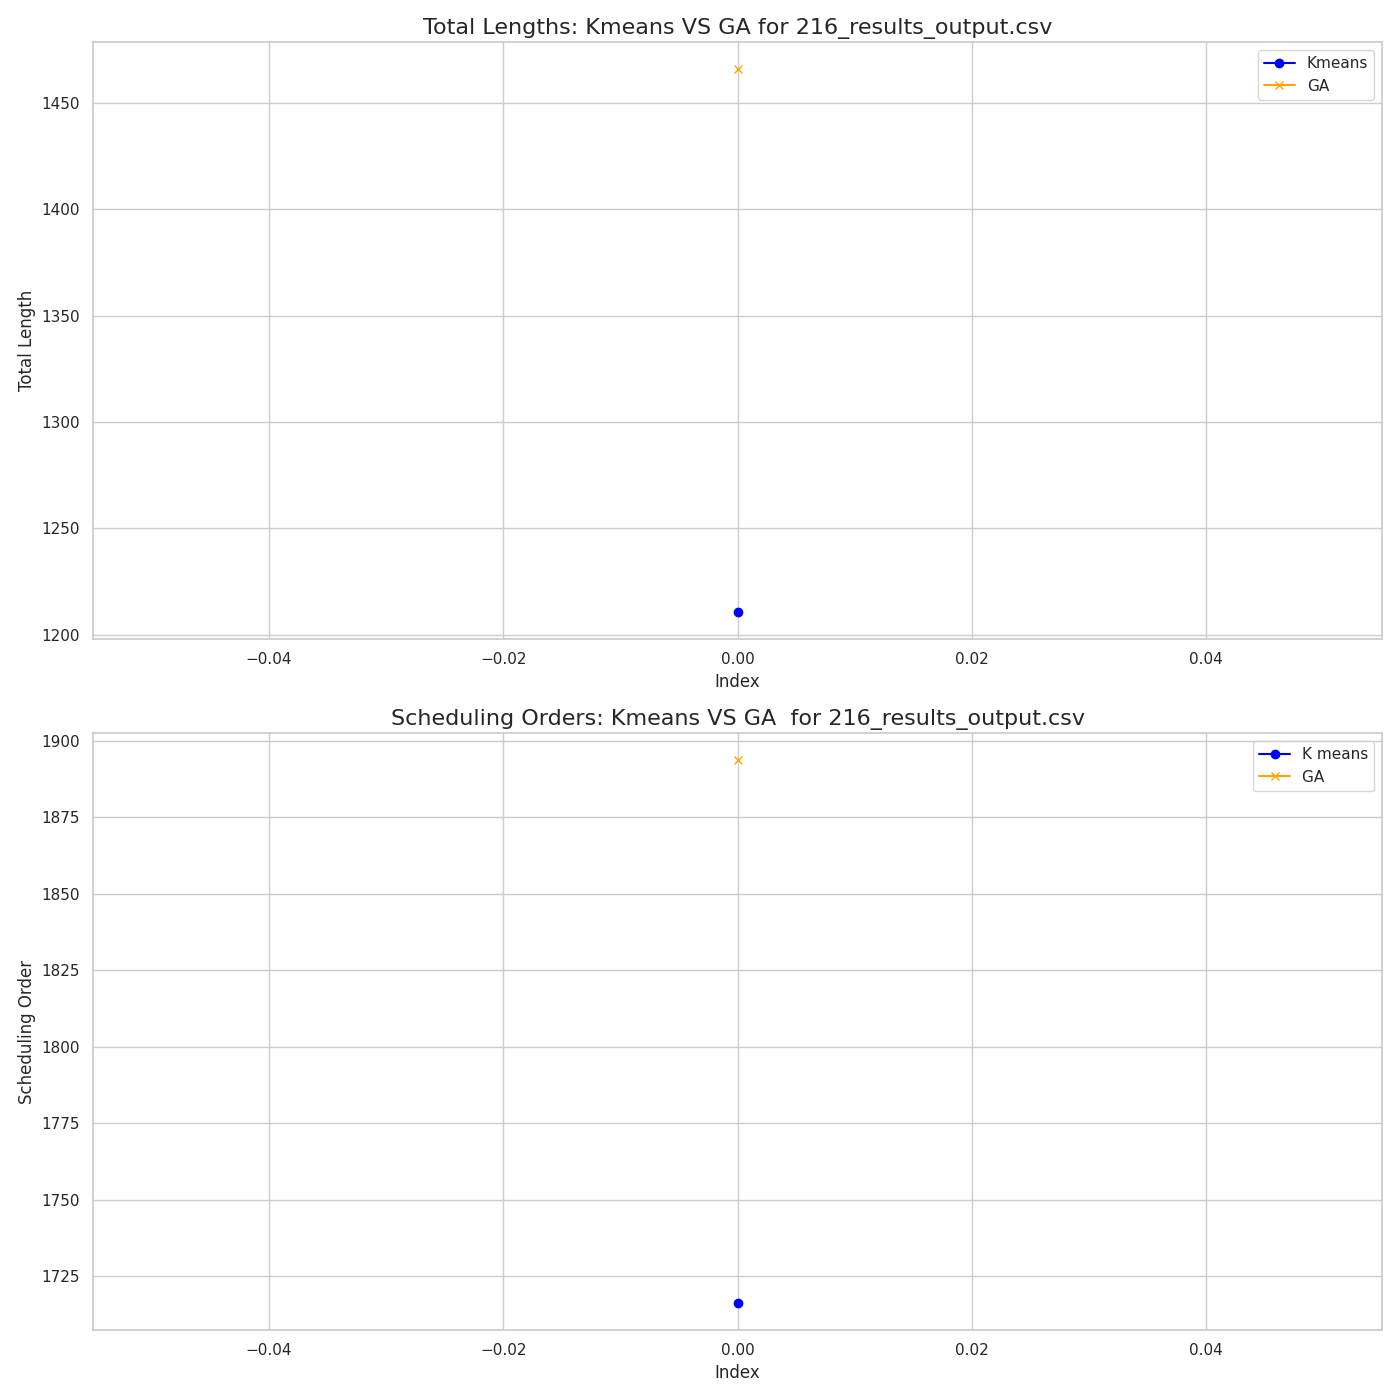 Total Lengths: Kmeans VS GA for 216_results_output.csv
Kmeans
GA
1450
1400
1350
1300
1250
1200
Total Length
−0.04
−0.02
0.00
0.02
0.04
Index
Scheduling Orders: Kmeans VS GA  for 216_results_output.csv
K means
GA
1900
1875
1850
1825
1800
1775
1750
1725
Scheduling Order
−0.04
−0.02
0.00
0.02
0.04
Index